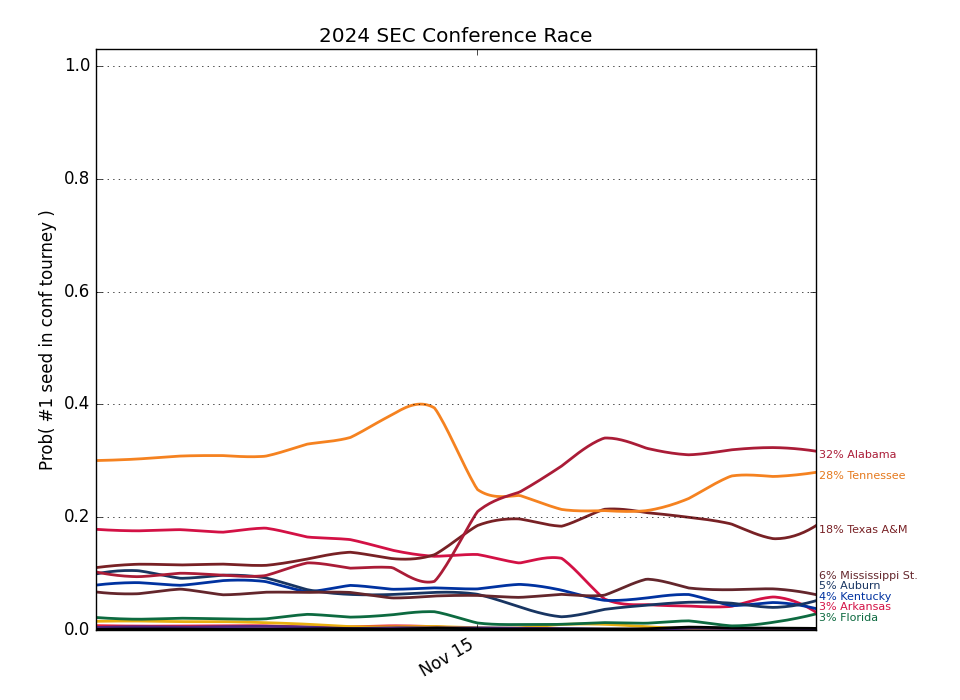 2024 SEC Conference Race
Prob( #1 seed in conf tourney )
1.0
0.8
0.6
0.4
0.2
0.0
Nov 15
32% Alabama
28% Tennessee
18% Texas A&M
6% Mississippi St.
5% Auburn
4% Kentucky
3% Arkansas
3% Florida